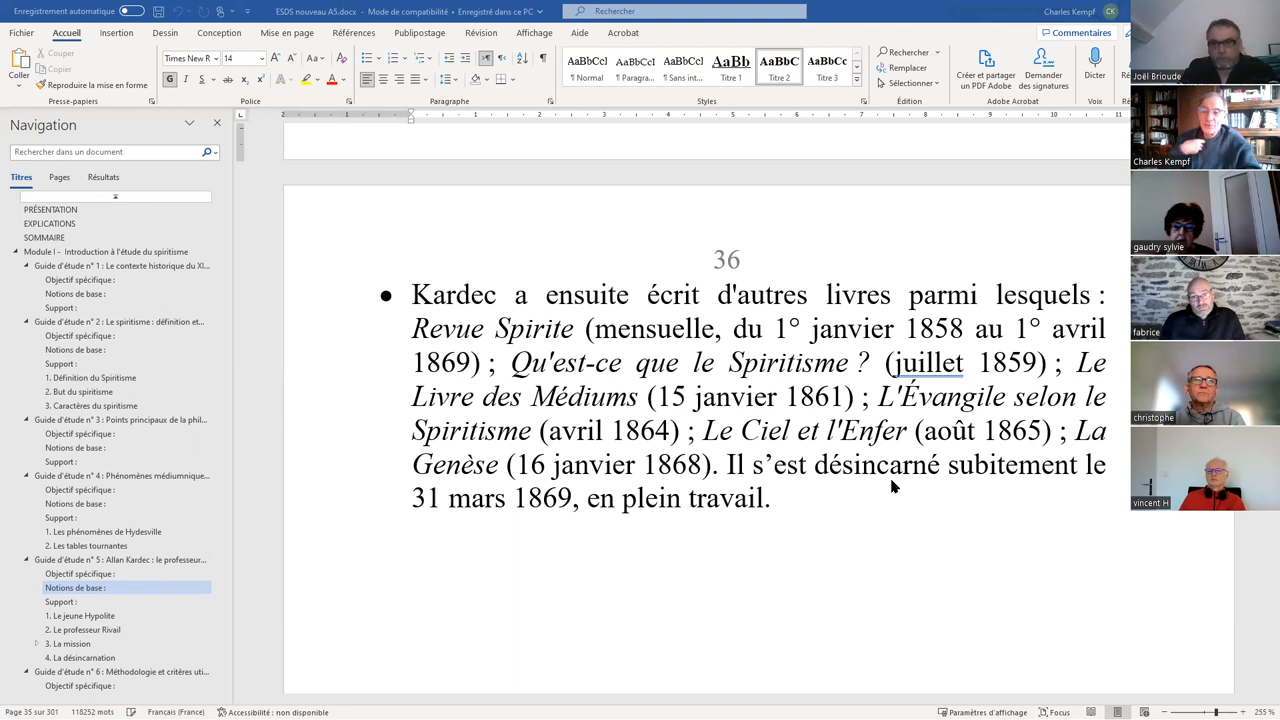 Enregistrement automatique
ESDS nouveau A5.docx - Mode de compatibilité - Enregistré dans ce PC
Rechercher
Charles Kempf
CK
Fichier
Accueil
Insertion
Dessin
Conception
Mise en page
Références
Publipostage
Révision
Affichage
Aide
Acrobat
Commentaires
Coller
Couper
Copier
Reproduire la mise en forme
Times New R
14
AaBbCcI
AaBbCcI
AaBbCcI
AaBb
AaBbC
AaBbCc
¶ Normal
¶ Paragra...
¶ Sans int...
Titre 1
Titre 2
Titre 3
Rechercher
Remplacer
Sélectionner
Créer et partager
un PDF Adobe
Demander
des signatures
Dicter
Presse-papiers
Police
Paragraphe
Styles
Édition
Adobe Acrobat
Voix
Navigation
Rechercher dans un document
Titres
Pages
Résultats
PRÉSENTATION
EXPLICATIONS
SOMMAIRE
Module I - Introduction à l'étude du spiritisme
Guide d'étude n° 1 : Le contexte historique du XI...
Objectif spécifique :
Notions de base :
Support :
Guide d'étude n° 2 : Le spiritisme : définition et...
Objectif spécifique :
Notions de base :
Support :
1. Définition du Spiritisme
2. But du spiritisme
3. Caractères du spiritisme
Guide d'étude n° 3 : Points principaux de la phil...
Objectif spécifique :
Notions de base :
Support :
Guide d'étude n° 4 : Phénomènes médiumnique...
Objectif spécifique :
Notions de base :
Support :
1. Les phénomènes de Hydesville
2. Les tables tournantes
Guide d'étude n° 5 : Allan Kardec : le professeur...
Objectif spécifique :
Notions de base :
Support :
1. Le jeune Hypolite
2. Le professeur Rivail
3. La mission
4. La désincarnation
Guide d'étude n° 6 : Méthodologie et critères uti...
Objectif spécifique :
36
● Kardec a ensuite écrit d'autres livres parmi lesquels :
Revue Spirite (mensuelle, du 1° janvier 1858 au 1° avril
1869) ; Qu'est-ce que le Spiritisme ? (juillet 1859) ; Le
Livre des Médiums (15 janvier 1861) ; L'Évangile selon le
Spiritisme (avril 1864) ; Le Ciel et l'Enfer (août 1865) ; La
Genèse (16 janvier 1868). Il s’est désincarné subitement le
31 mars 1869, en plein travail.
Joël Brioude
Charles Kempf
gaudry sylvie
fabrice
christophe
vincent H
Page 35 sur 301
118252 mots
Français (France)
Accessibilité : non disponible
Paramètres d'affichage
Focus
255 %